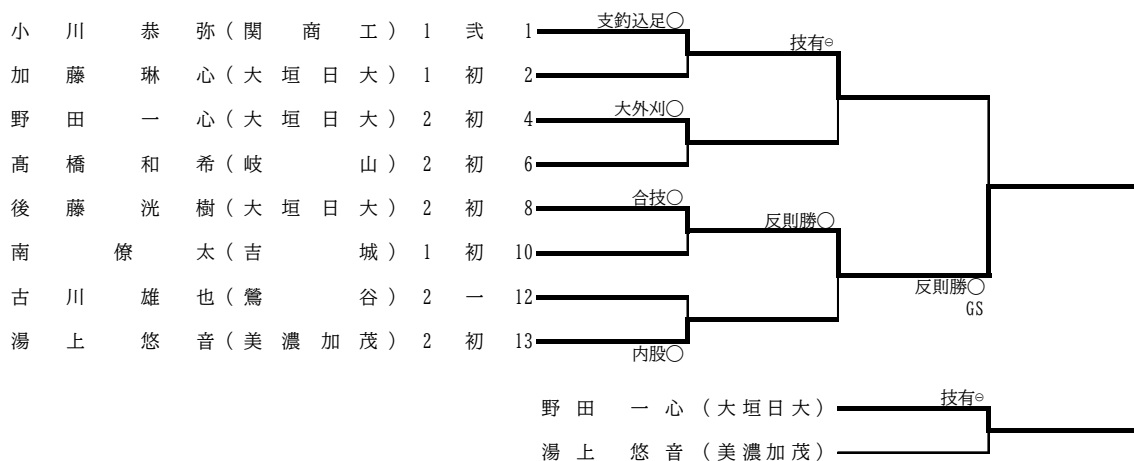 小川 恭弥(関商工) 1 弐 1 支釣込足○
技有⊖
加藤 琳心(大垣日大) 1 初 2
野田 一心(大垣日大) 2 初 4 大外刈○
髙橋 和希(岐山) 2 初 6
後藤 洸樹(大垣日大) 2 初 8 合技○
反則勝○
南 僚太(吉城) 1 初 10
反則勝○
GS
古川 雄也(鶯谷) 2 一 12
湯上 悠音(美濃加茂) 2 初 13
内股○
野田 一心(大垣日大) 技有⊖
湯上 悠音(美濃加茂)